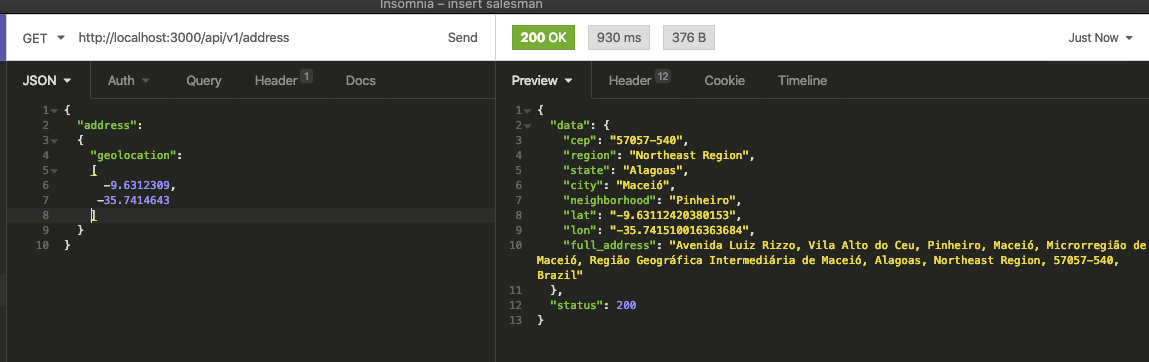 Insomnia – insert salesman
GET http://localhost:3000/api/v1/address Send
200 OK 930 ms 376 B Just Now
JSON Auth Query Header 1 Docs
Preview Header 12 Cookie Timeline
1 {
2 "address":
3 {
4 "geolocation":
5 [
6 -9.6312309,
7 -35.7414643
8 ]
9 }
10 }
1 {
2 "data": {
3 "cep": "57057-540",
4 "region": "Northeast Region",
5 "state": "Alagoas",
6 "city": "Maceió",
7 "neighborhood": "Pinheiro",
8 "lat": "-9.63112420380153",
9 "lon": "-35.741510016363684",
10 "full_address": "Avenida Luiz Rizzo, Vila Alto do Ceu, Pinheiro, Maceió, Microrregião de
Maceió, Região Geográfica Intermediária de Maceió, Alagoas, Northeast Region, 57057-540,
Brazil"
11 },
12 "status": 200
13 }